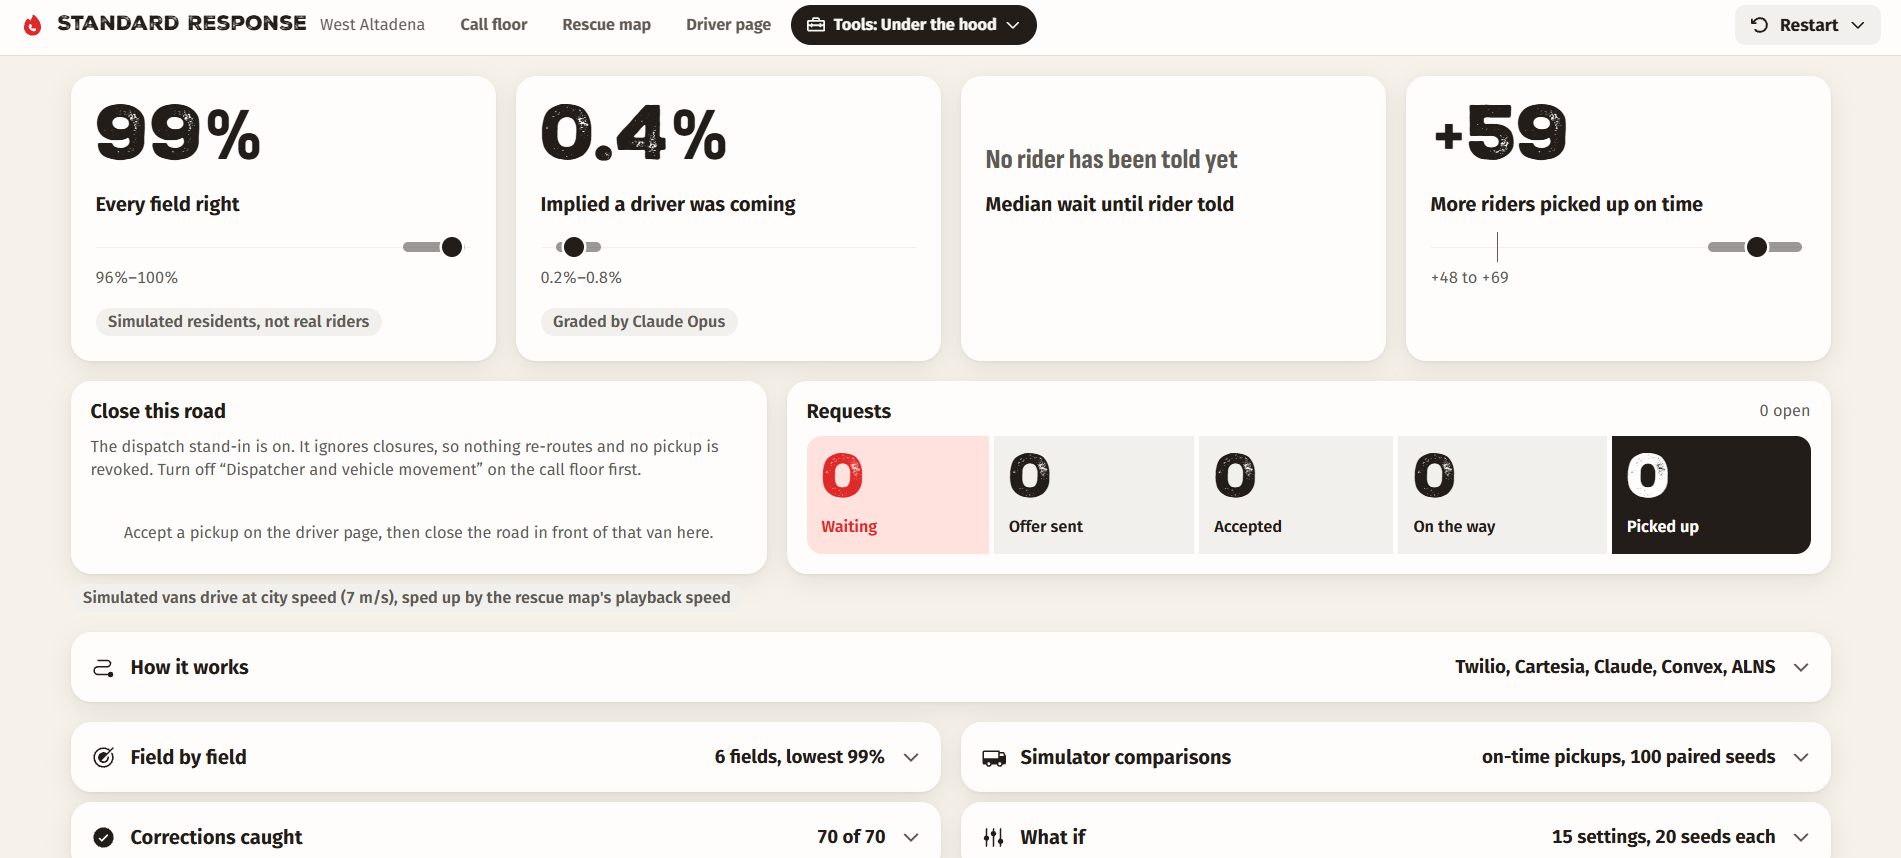 STANDARD RESPONSE West Altadena Call floor Rescue map Driver page Tools: Under the hood Restart
99%
Every field right
96%–100%
Simulated residents, not real riders
0.4%
Implied a driver was coming
0.2%–0.8%
Graded by Claude Opus
No rider has been told yet
Median wait until rider told
+59
More riders picked up on time
+48 to +69
Close this road
The dispatch stand-in is on. It ignores closures, so nothing re-routes and no pickup is
revoked. Turn off “Dispatcher and vehicle movement” on the call floor first.
Accept a pickup on the driver page, then close the road in front of that van here.
Requests 0 open
0 Waiting
0 Offer sent
0 Accepted
0 On the way
0 Picked up
Simulated vans drive at city speed (7 m/s), sped up by the rescue map's playback speed
How it works Twilio, Cartesia, Claude, Convex, ALNS
Field by field 6 fields, lowest 99%
Simulator comparisons on-time pickups, 100 paired seeds
Corrections caught 70 of 70
What if 15 settings, 20 seeds each